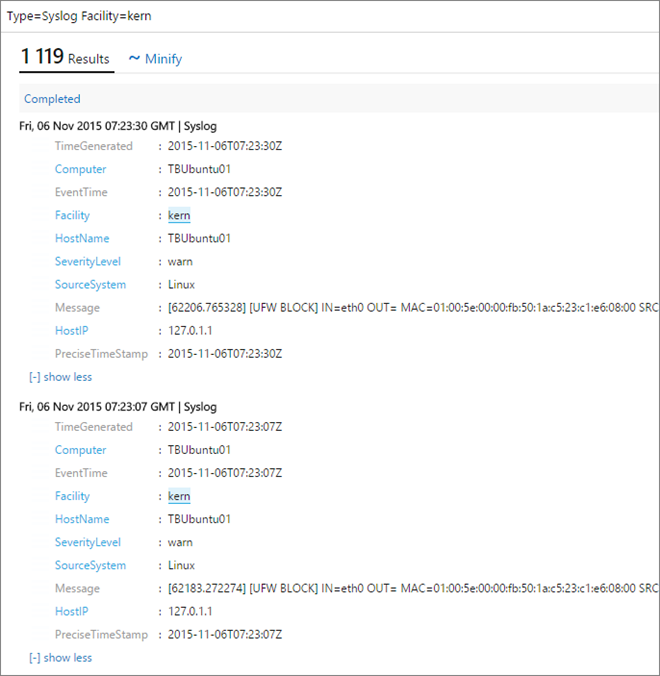 Type=Syslog Facility=kern
1 119 Results ~ Minify
Completed
Fri, 06 Nov 2015 07:23:30 GMT | Syslog
TimeGenerated : 2015-11-06T07:23:30Z
Computer : TBUbuntu01
EventTime : 2015-11-06T07:23:30Z
Facility : kern
HostName : TBUbuntu01
SeverityLevel : warn
SourceSystem : Linux
Message : [62206.765328] [UFW BLOCK] IN=eth0 OUT= MAC=01:00:5e:00:00:fb:50:1a:c5:23:c1:e6:08:00 SRC
HostIP : 127.0.1.1
PreciseTimeStamp : 2015-11-06T07:23:30Z
[-] show less
Fri, 06 Nov 2015 07:23:07 GMT | Syslog
TimeGenerated : 2015-11-06T07:23:07Z
Computer : TBUbuntu01
EventTime : 2015-11-06T07:23:07Z
Facility : kern
HostName : TBUbuntu01
SeverityLevel : warn
SourceSystem : Linux
Message : [62183.272274] [UFW BLOCK] IN=eth0 OUT= MAC=01:00:5e:00:00:fb:50:1a:c5:23:c1:e6:08:00 SRC
HostIP : 127.0.1.1
PreciseTimeStamp : 2015-11-06T07:23:07Z
[-] show less